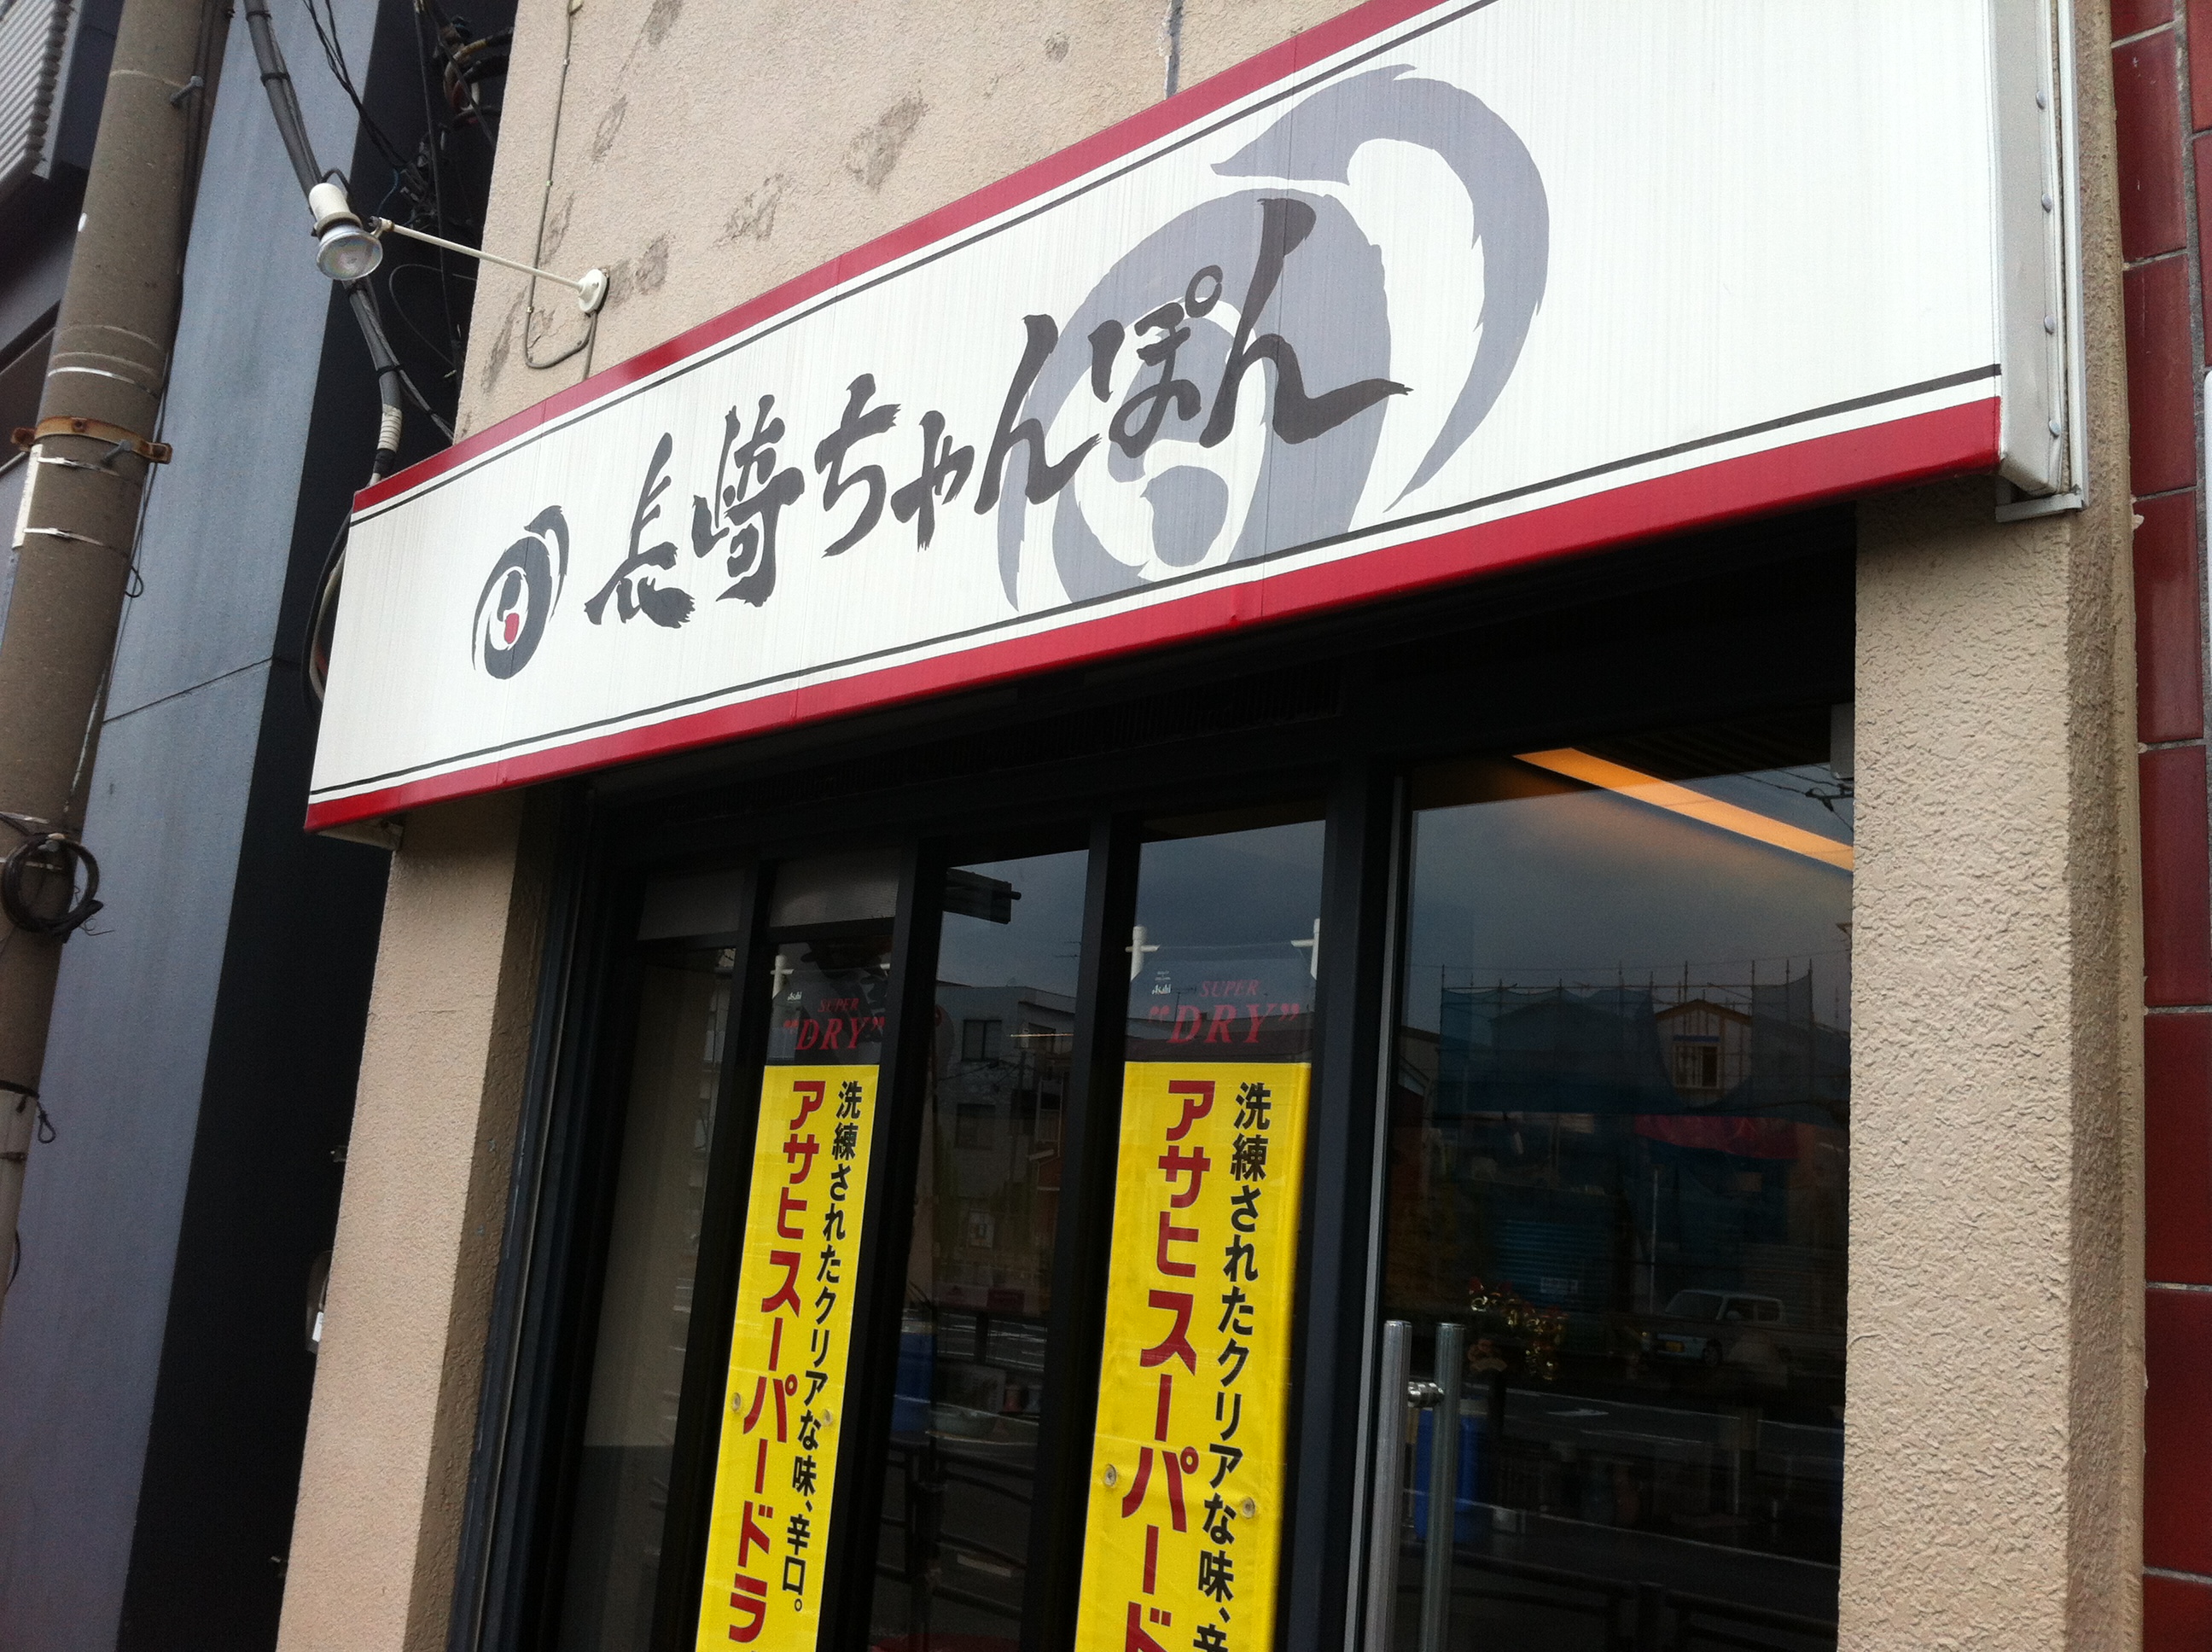 長崎ちゃんぽん
Asahi
SUPER
"DRY"
洗練されたクリアな味、辛口。
アサヒスーパードラ
Asahi
SUPER
"DRY"
洗練されたクリアな味、辛
アサヒスーパード